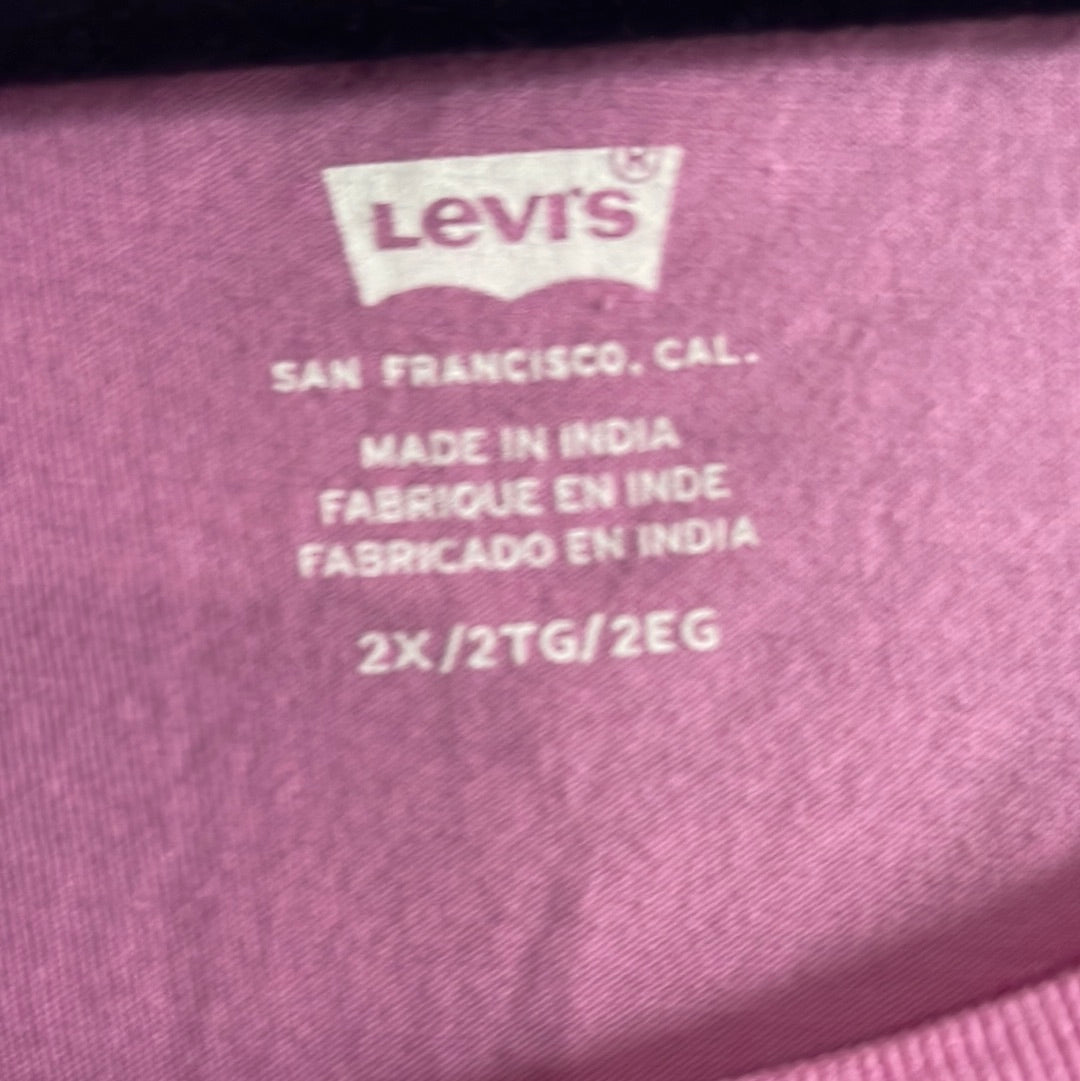 Levi's®
SAN FRANCISCO, CAL.
MADE IN INDIA
FABRIQUE EN INDE
FABRICADO EN INDIA
2X/2TG/2EG